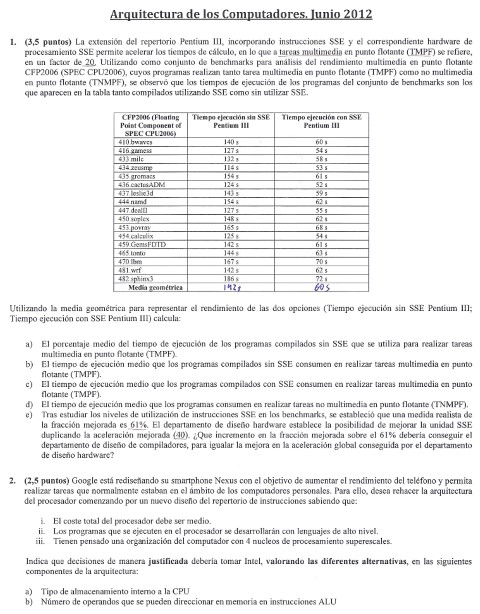 Arquitectura de los Computadores. Junio 2012
1. (3,5 puntos) La extensión del repertorio Pentium III, incorporando instrucciones SSE y el correspondiente hardware de
procesamiento SSE permite acelerar los tiempos de cálculo, en lo que a tareas multimedia en punto flotante (TMPF) se refiere,
en un factor de 20. Utilizando como conjunto de benchmarks para análisis del rendimiento multimedia en punto flotante
CFP2006 (SPEC CPU2006), cuyos programas realizan tanto tarea multimedia en punto flotante (TMPF) como no multimedia
en punto flotante (TNMPF), se observó que los tiempos de ejecución de los programas del conjunto de benchmarks son los
que aparecen en la tabla tanto compilados utilizando SSE como sin utilizar SSE.
CFP2006 (Floating Point Component of SPEC CPU2006) Tiempo ejecución sin SSE Pentium III Tiempo ejecución con SSE Pentium III
410.bwaves 140 s 60 s
416.gamess 127 s 54 s
433.milc 132 s 58 s
434.zeusmp 114 s 53 s
435.gromacs 154 s 61 s
436.cactusADM 124 s 52 s
437.leslie3d 143 s 59 s
444.namd 154 s 62 s
447.dealII 127 s 55 s
450.soplex 148 s 62 s
453.povray 165 s 68 s
454.calculix 125 s 54 s
459.GemsFDTD 142 s 61 s
465.tonto 144 s 63 s
470.lbm 167 s 70 s
481.wrf 142 s 62 s
482.sphinx3 186 s 72 s
Media geométrica 142s 60s
Utilizando la media geométrica para representar el rendimiento de las dos opciones (Tiempo ejecución sin SSE Pentium III;
Tiempo ejecución con SSE Pentium III) calcula:
a) El porcentaje medio del tiempo de ejecución de los programas compilados sin SSE que se utiliza para realizar tareas
multimedia en punto flotante (TMPF).
b) El tiempo de ejecución medio que los programas compilados sin SSE consumen en realizar tareas multimedia en punto
flotante (TMPF).
c) El tiempo de ejecución medio que los programas compilados con SSE consumen en realizar tareas multimedia en punto
flotante (TMPF).
d) El tiempo de ejecución medio que los programas consumen en realizar tareas no multimedia en punto flotante (TNMPF).
e) Tras estudiar los niveles de utilización de instrucciones SSE en los benchmarks, se estableció que una medida realista de
la fracción mejorada es 61%. El departamento de diseño hardware establece la posibilidad de mejorar la unidad SSE
duplicando la aceleración mejorada (40). ¿Que incremento en la fracción mejorada sobre el 61% debería conseguir el
departamento de diseño de compiladores, para igualar la mejora en la aceleración global conseguida por el departamento
de diseño hardware?
2. (2,5 puntos) Google está rediseñando su smartphone Nexus con el objetivo de aumentar el rendimiento del teléfono y permita
realizar tareas que normalmente estaban en el ámbito de los computadores personales. Para ello, desea rehacer la arquitectura
del procesador comenzando por un nuevo diseño del repertorio de instrucciones sabiendo que:
i. El coste total del procesador debe ser medio.
ii. Los programas que se ejecuten en el procesador se desarrollarán con lenguajes de alto nivel.
iii. Tienen pensado una organización del computador con 4 nucleos de procesamiento superescales.
Indica que decisiones de manera justificada debería tomar Intel, valorando las diferentes alternativas, en las siguientes
componentes de la arquitectura:
a) Tipo de almacenamiento interno a la CPU
b) Número de operandos que se pueden direccionar en memoria en instrucciones ALU